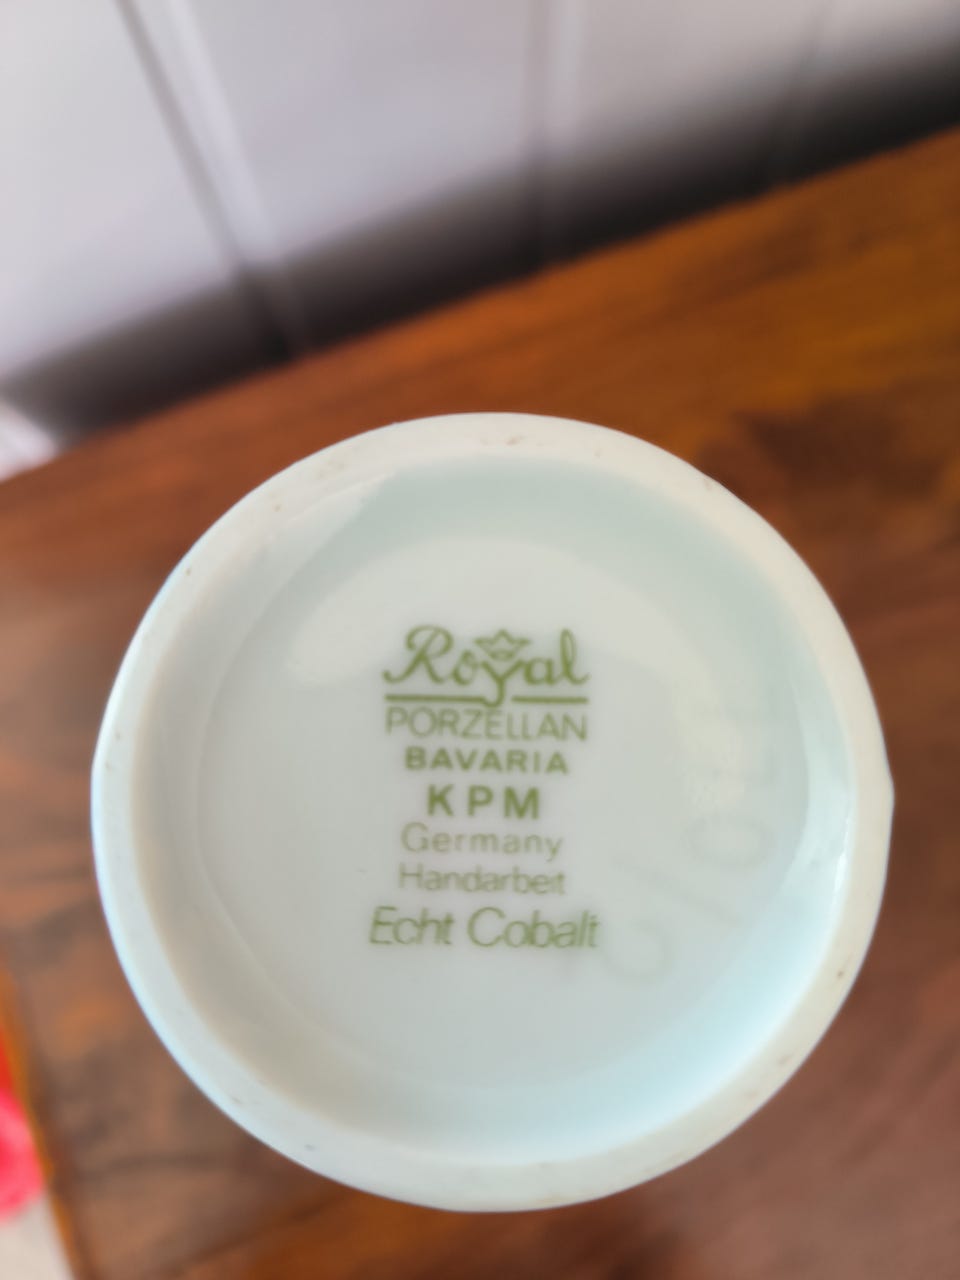 Royal
PORZELLAN
BAVARIA
KPM
Germany
Handarbeit
Echt Cobalt